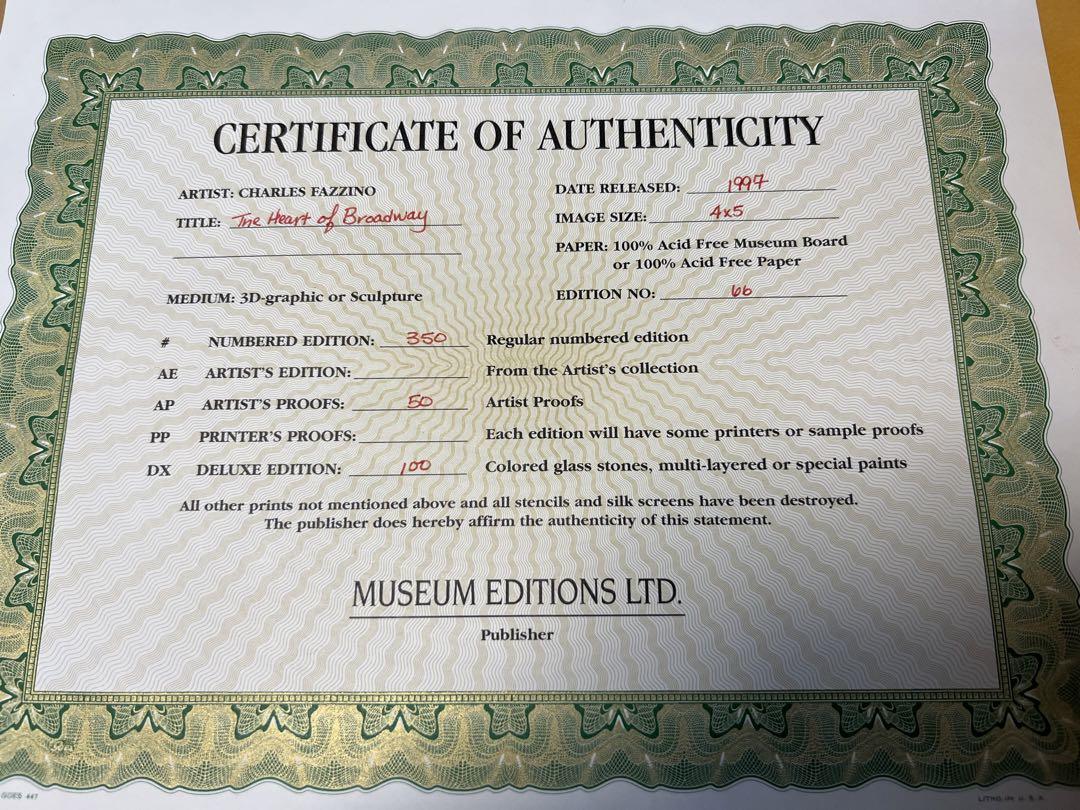 CERTIFICATE OF AUTHENTICITY
ARTIST: CHARLES FAZZINO
TITLE: The Heart of Broadway
DATE RELEASED: 1997
IMAGE SIZE: 4x5
PAPER: 100% Acid Free Museum Board
or 100% Acid Free Paper
MEDIUM: 3D-graphic or Sculpture
EDITION NO: 66
# NUMBERED EDITION: 350 Regular numbered edition
AE ARTIST'S EDITION: From the Artist's collection
AP ARTIST'S PROOFS: 50 Artist Proofs
PP PRINTER'S PROOFS: Each edition will have some printers or sample proofs
DX DELUXE EDITION: 100 Colored glass stones, multi-layered or special paints
All other prints not mentioned above and all stencils and silk screens have been destroyed.
The publisher does hereby affirm the authenticity of this statement.
MUSEUM EDITIONS LTD.
Publisher
Goes
GOES 447
LITHO. IN U. S. A.